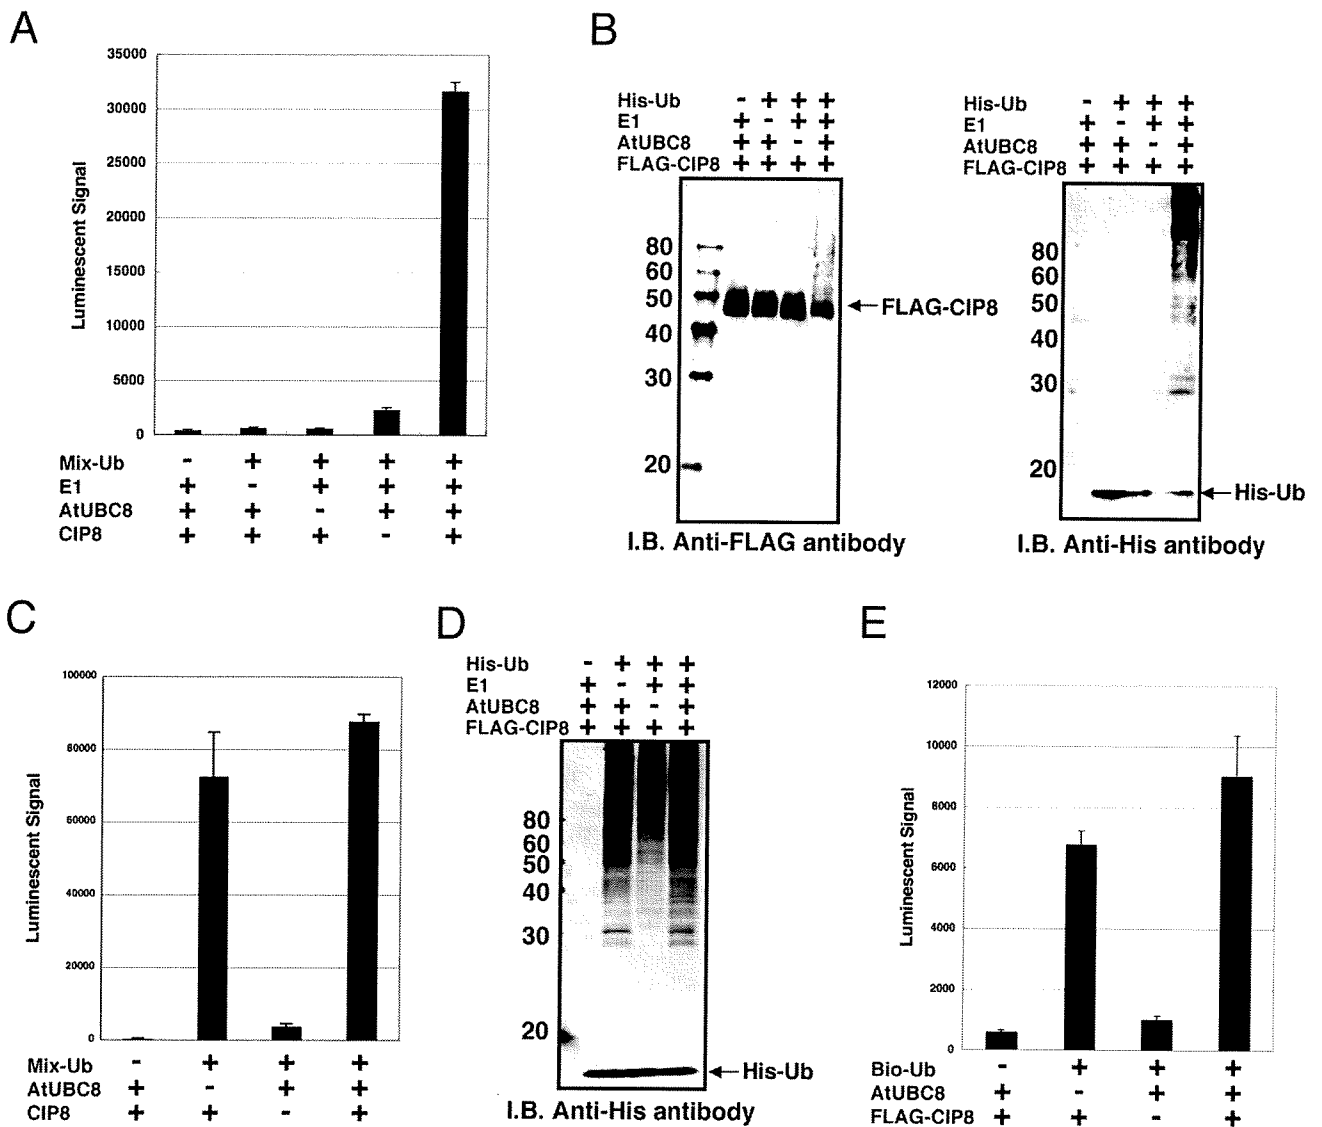 A
35000
30000
25000
20000
15000
10000
5000
0
Luminescent Signal
Mix-Ub - + + + +
E1 + - + + +
AtUBC8 + + - + +
CIP8 + + + - +
B
His-Ub - + + +
E1 + - + +
AtUBC8 + + - +
FLAG-CIP8 + + + +
80
60
50
40
30
20
FLAG-CIP8
I.B. Anti-FLAG antibody
His-Ub - + + +
E1 + - + +
AtUBC8 + + - +
FLAG-CIP8 + + + +
80
60
50
40
30
20
His-Ub
I.B. Anti-His antibody
C
100000
80000
60000
40000
20000
0
Luminescent Signal
Mix-Ub - + + +
AtUBC8 + - + +
CIP8 + + - +
D
His-Ub - + + +
E1 + - + +
AtUBC8 + + - +
FLAG-CIP8 + + + +
80
60
50
40
30
20
His-Ub
I.B. Anti-His antibody
E
12000
10000
8000
6000
4000
2000
0
Luminescent Signal
Bio-Ub - + + +
AtUBC8 + - + +
FLAG-CIP8 + + - +